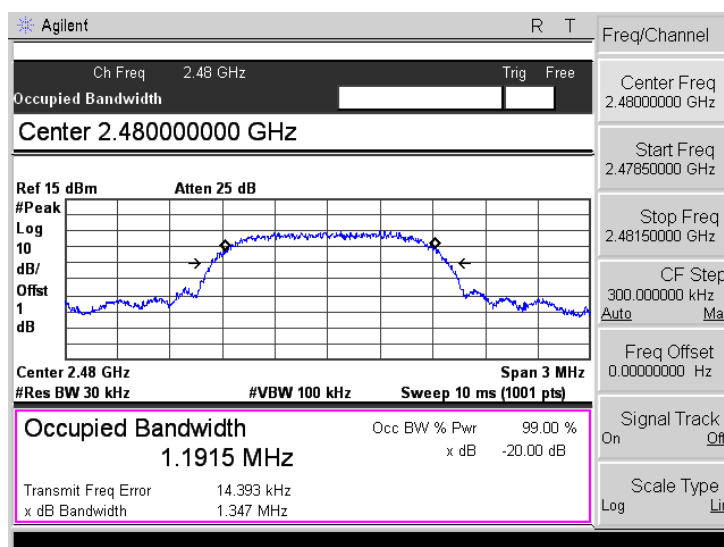 Agilent R T
Ch Freq 2.48 GHz Trig Free
Occupied Bandwidth
Center 2.480000000 GHz
Ref 15 dBm Atten 25 dB
#Peak
Log
10
dB/
Offst
1
dB
Center 2.48 GHz Span 3 MHz
#Res BW 30 kHz #VBW 100 kHz Sweep 10 ms (1001 pts)
Occupied Bandwidth
1.1915 MHz
Occ BW % Pwr 99.00 %
x dB -20.00 dB
Transmit Freq Error 14.393 kHz
x dB Bandwidth 1.347 MHz
Freq/Channel
Center Freq
2.48000000 GHz
Start Freq
2.47850000 GHz
Stop Freq
2.48150000 GHz
CF Step
300.000000 kHz
Auto Ma
Freq Offset
0.00000000 Hz
Signal Track
On Off
Scale Type
Log Lin